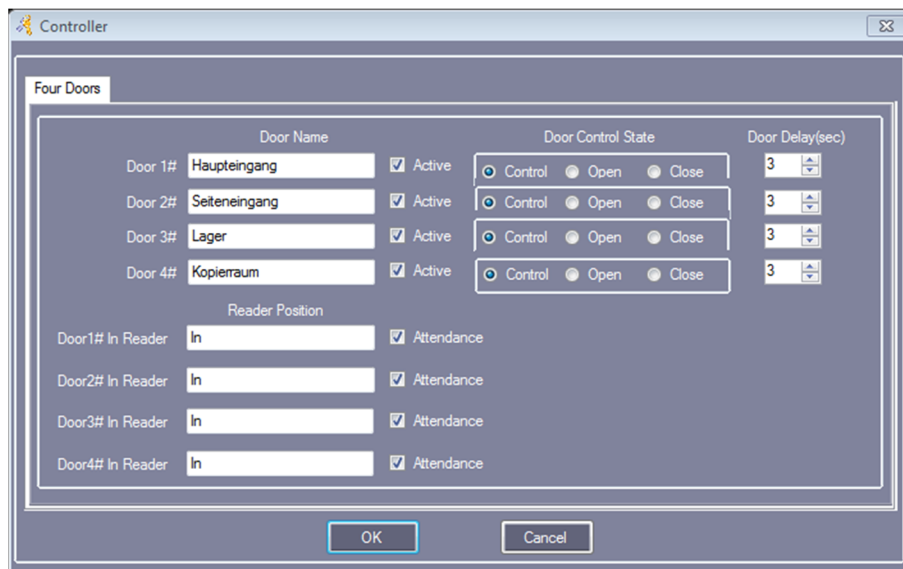 Controller
Four Doors
Door Name Door Control State Door Delay(sec)
Door 1# Haupteingang Active Control Open Close 3
Door 2# Seiteneingang Active Control Open Close 3
Door 3# Lager Active Control Open Close 3
Door 4# Kopierraum Active Control Open Close 3
Reader Position
Door1# In Reader In Attendance
Door2# In Reader In Attendance
Door3# In Reader In Attendance
Door4# In Reader In Attendance
OK Cancel